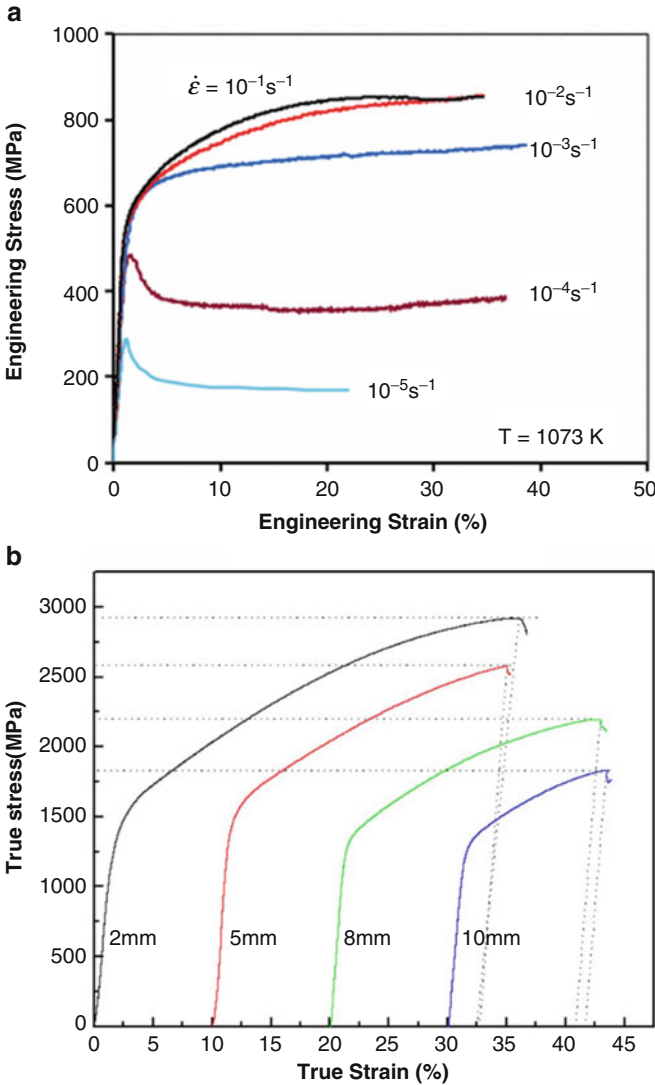 a
1000
800
600
400
200
0
Engineering Stress (MPa)
ε̇ = 10⁻¹s⁻¹
10⁻²s⁻¹
10⁻³s⁻¹
10⁻⁴s⁻¹
10⁻⁵s⁻¹
T = 1073 K
0 10 20 30 40 50
Engineering Strain (%)
b
3000
2500
2000
1500
1000
500
0
True stress(MPa)
2mm 5mm 8mm 10mm
0 5 10 15 20 25 30 35 40 45
True Strain (%)